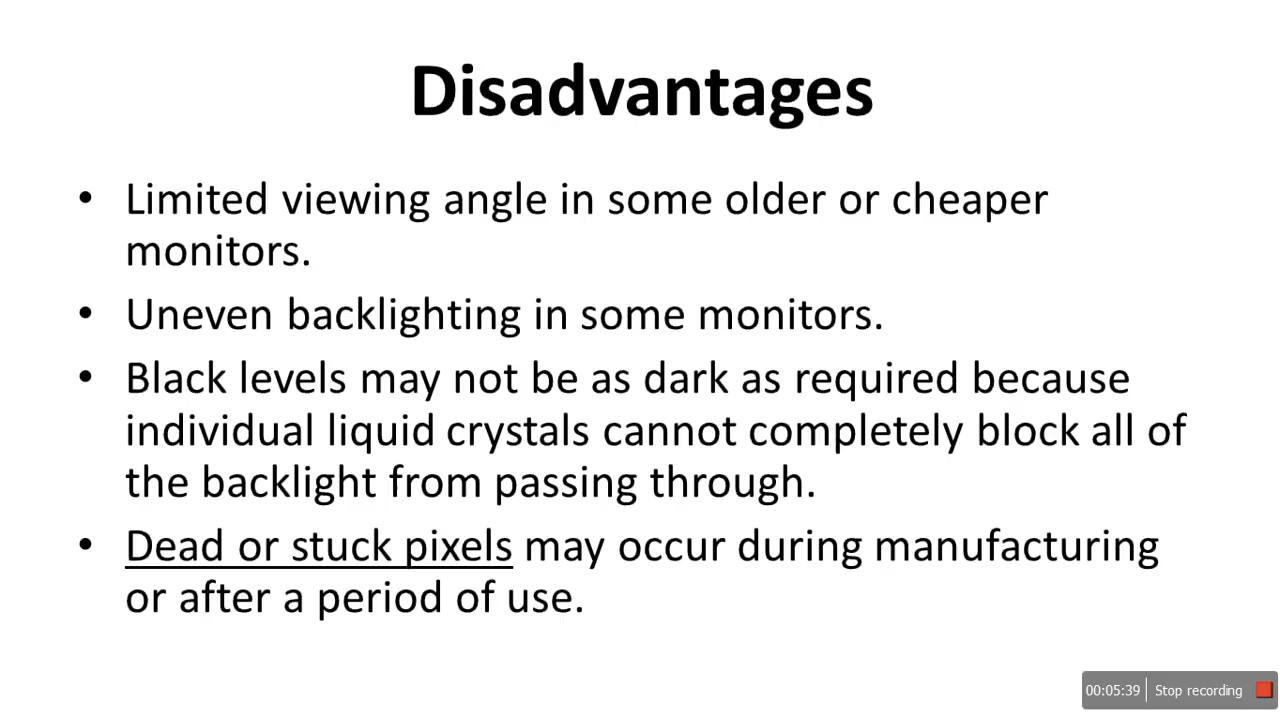 Disadvantages
• Limited viewing angle in some older or cheaper
monitors.
• Uneven backlighting in some monitors.
• Black levels may not be as dark as required because
individual liquid crystals cannot completely block all of
the backlight from passing through.
• Dead or stuck pixels may occur during manufacturing
or after a period of use.
00:05:39 Stop recording